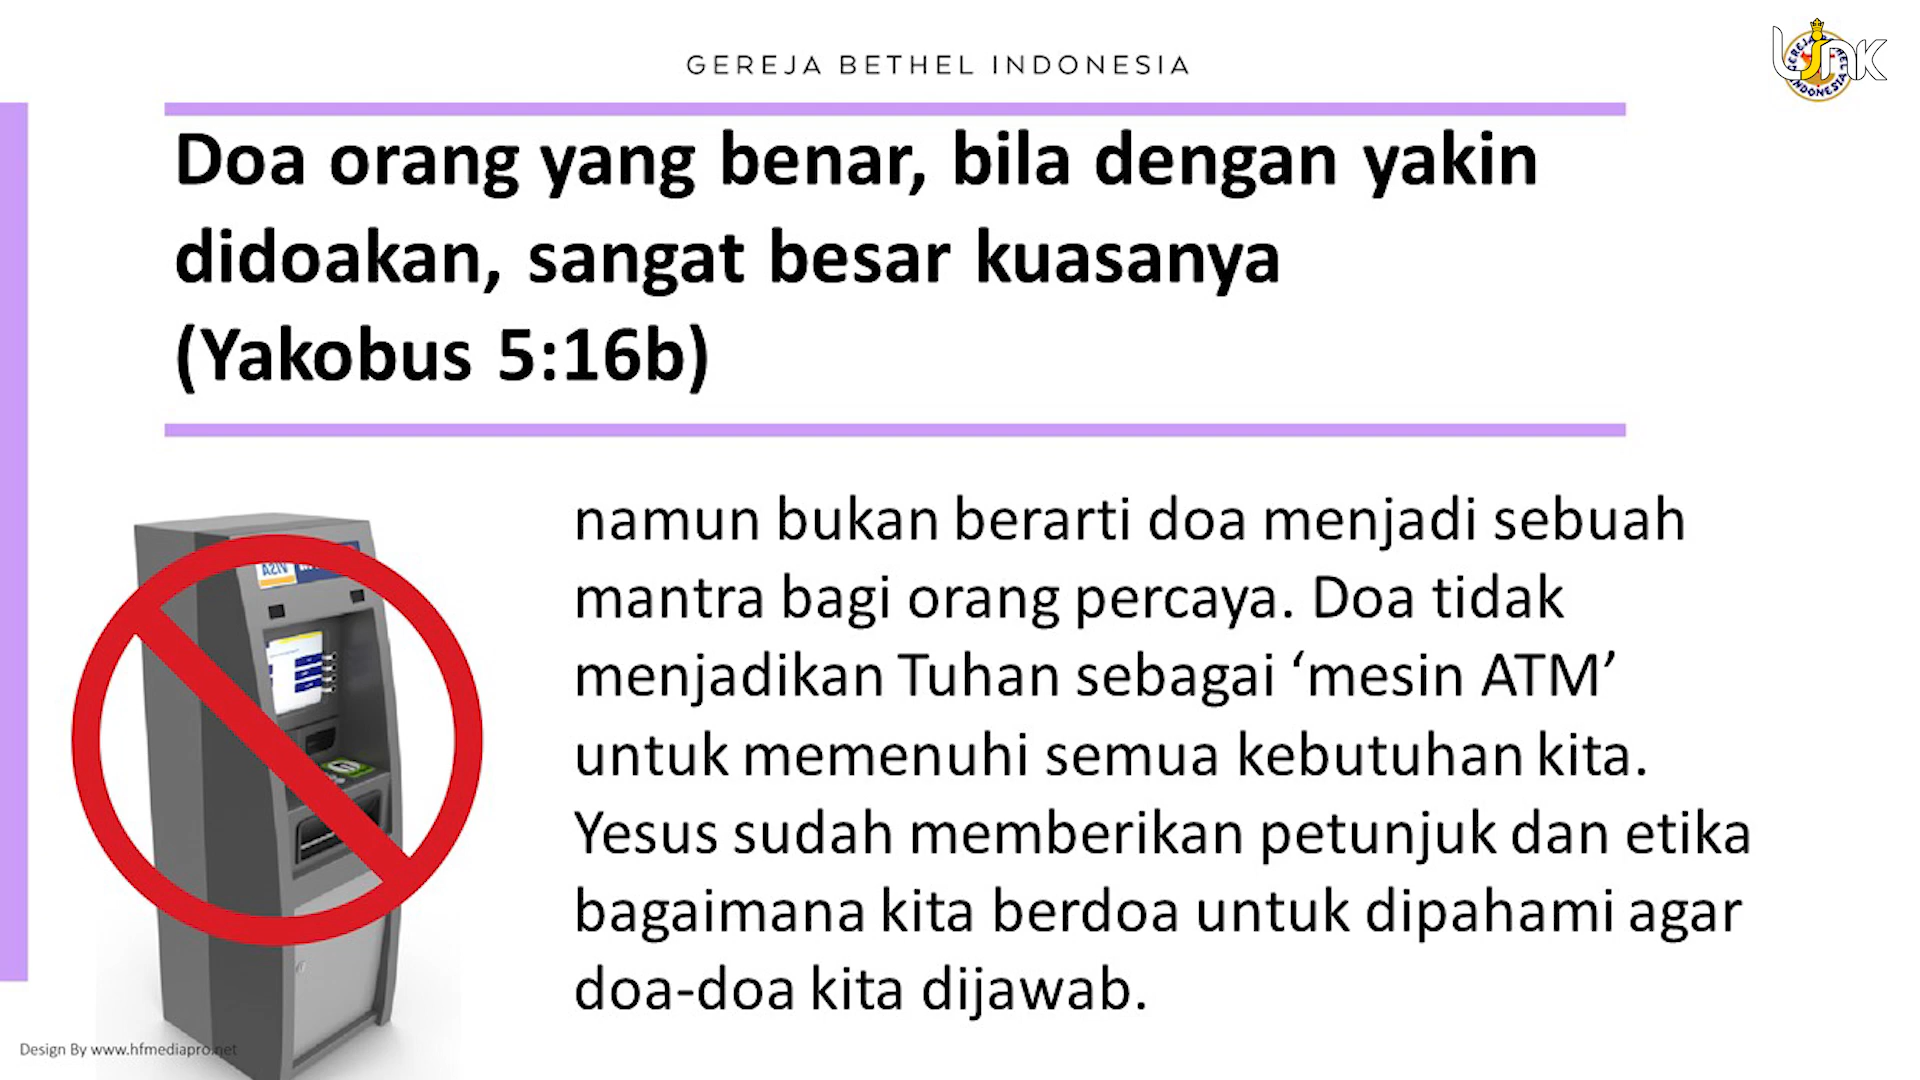 GEREJA BETHEL INDONESIA
Doa orang yang benar, bila dengan yakin
didoakan, sangat besar kuasanya
(Yakobus 5:16b)
namun bukan berarti doa menjadi sebuah
mantra bagi orang percaya. Doa tidak
menjadikan Tuhan sebagai ‘mesin ATM’
untuk memenuhi semua kebutuhan kita.
Yesus sudah memberikan petunjuk dan etika
bagaimana kita berdoa untuk dipahami agar
doa-doa kita dijawab.
Design By www.hfmediapro.net